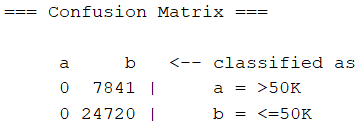 === Confusion Matrix ===
a b <-- classified as
0 7841 | a = >50K
0 24720 | b = <=50K